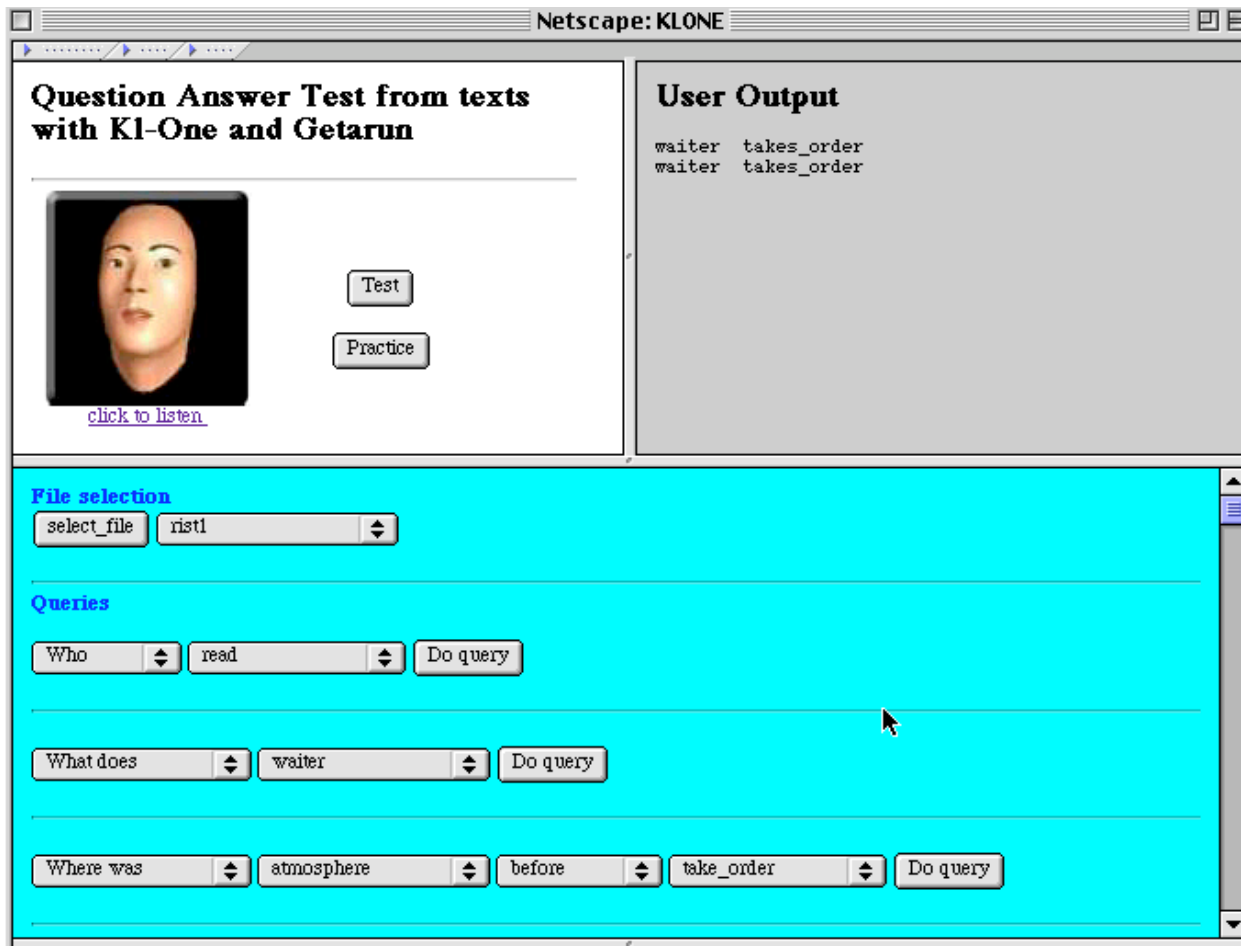 Netscape: KLONE
Question Answer Test from texts
with Kl-One and Getarun
Test
Practice
click to listen
User Output
waiter takes_order
waiter takes_order
File selection
select_file rist1
Queries
Who read Do query
What does waiter Do query
Where was atmosphere before take_order Do query